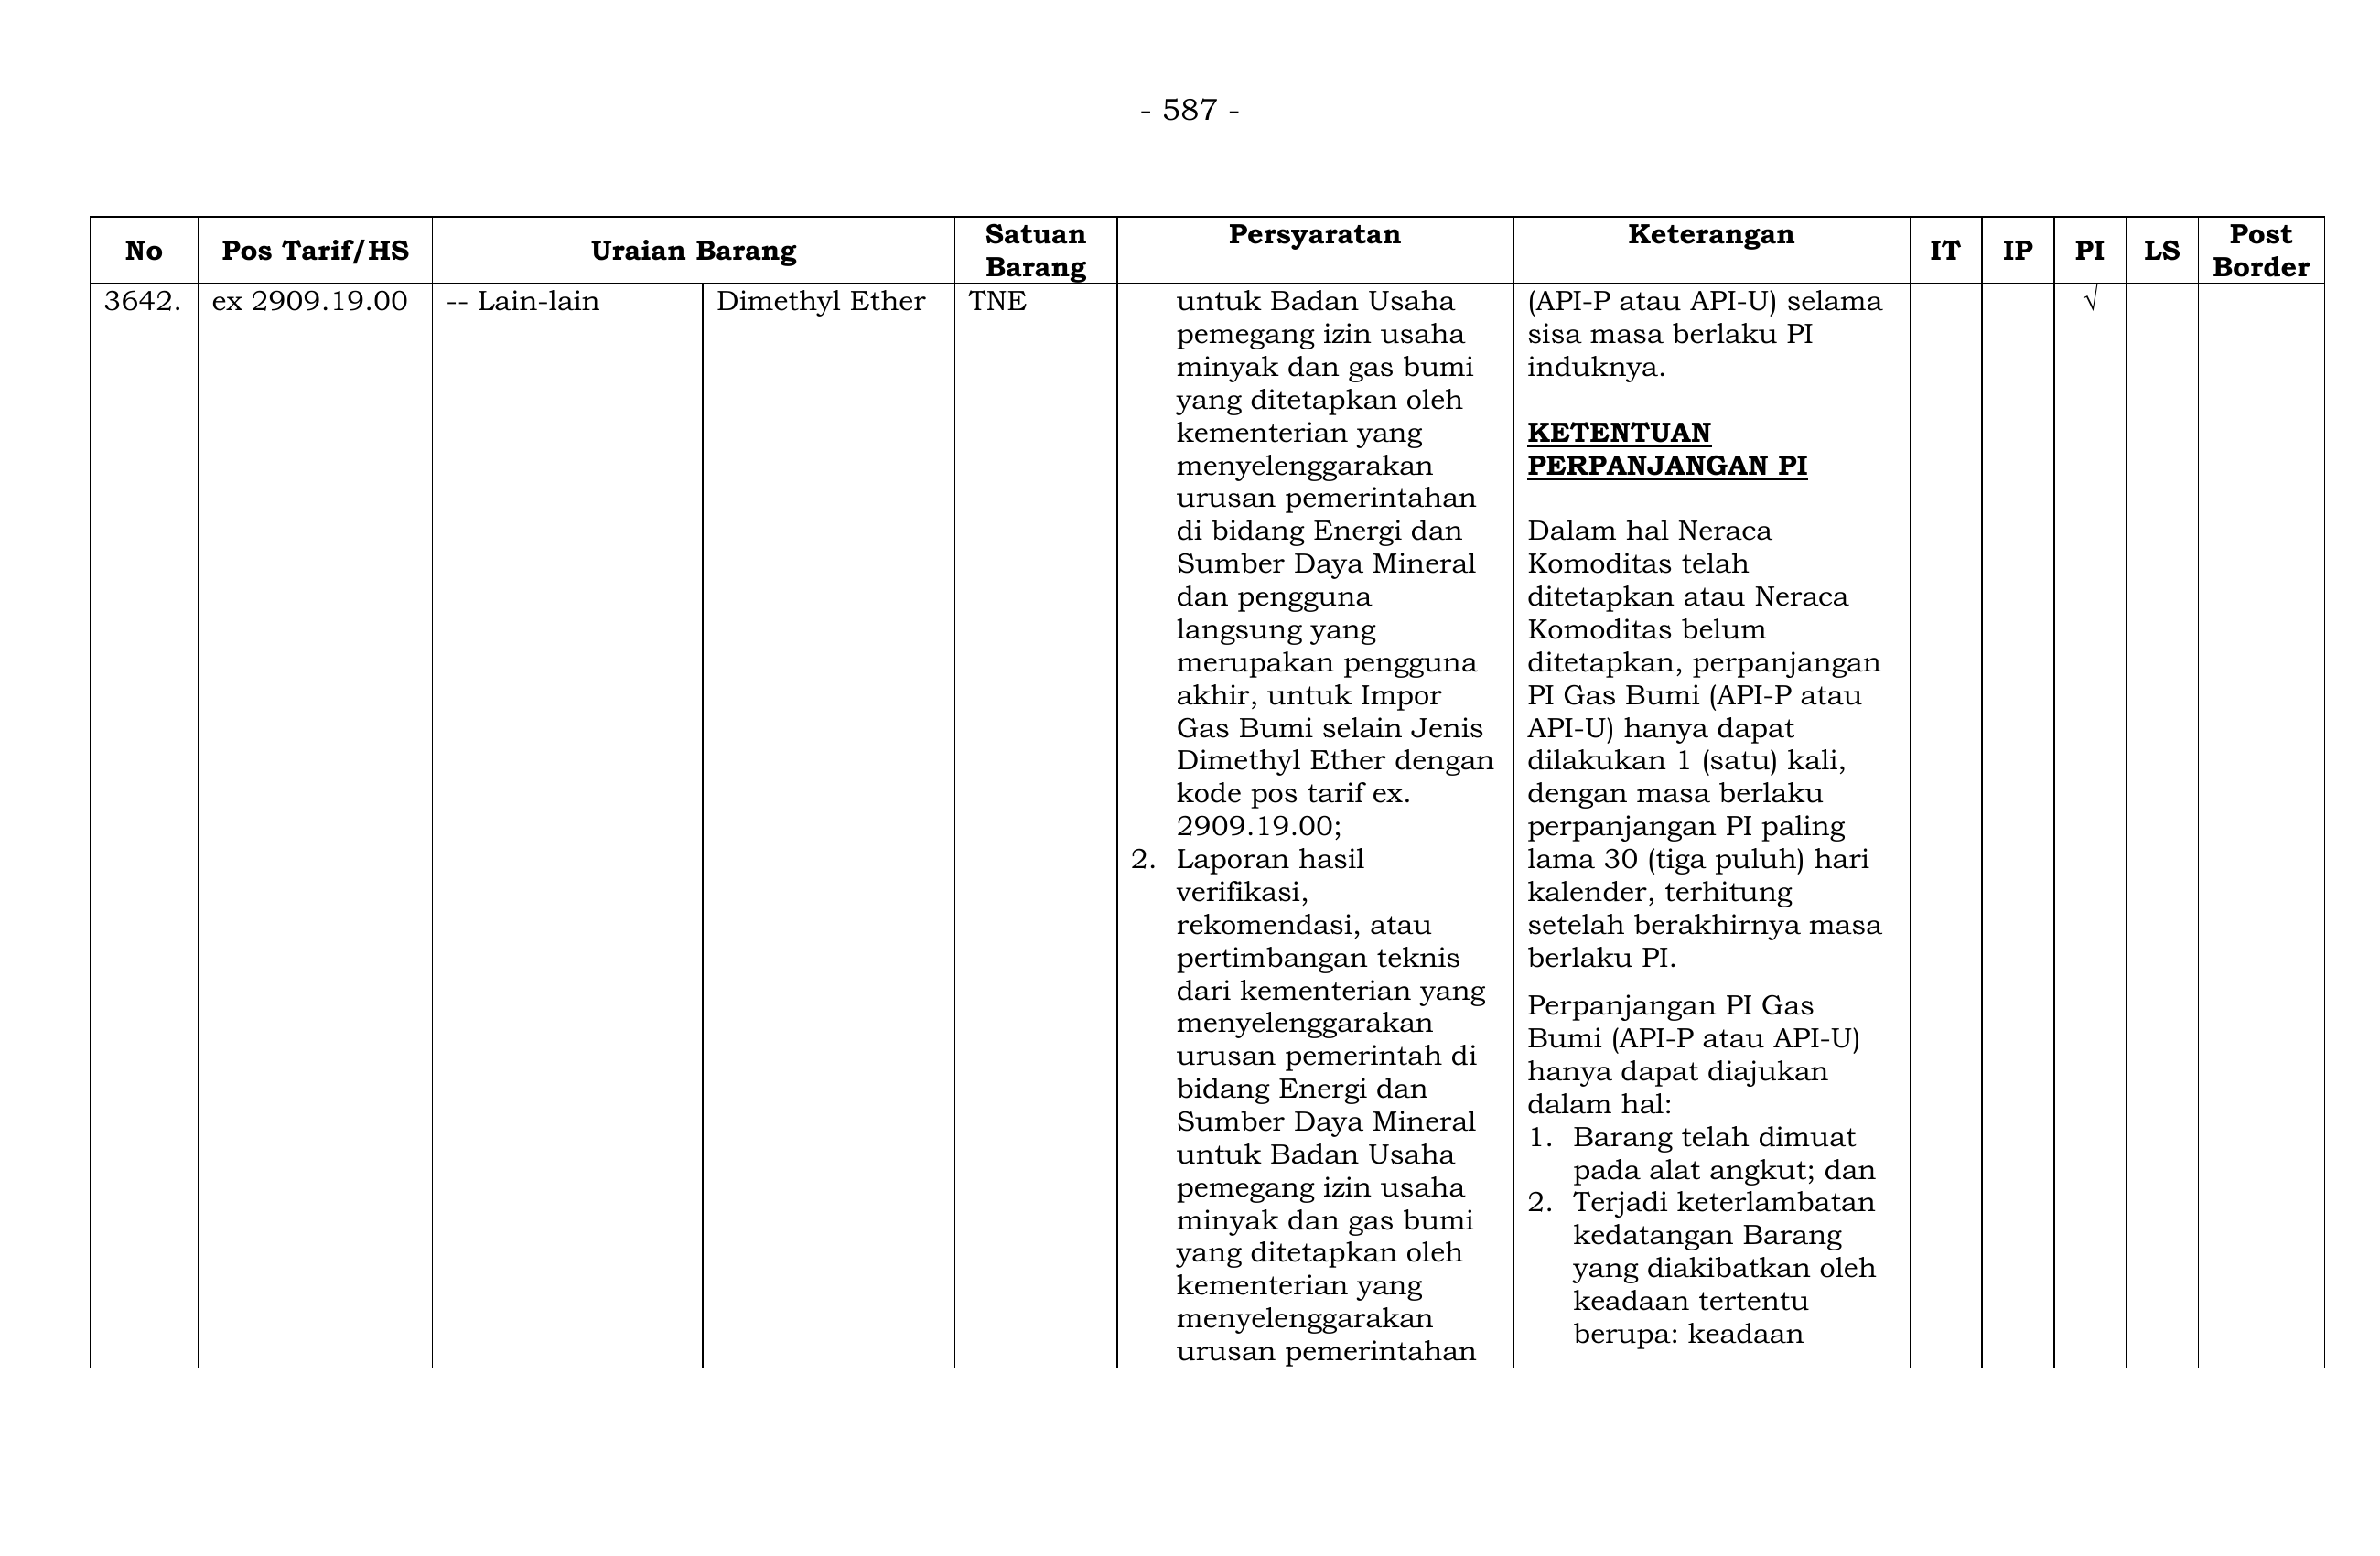 - 587 -
No
Pos Tarif/HS
Uraian Barang
Satuan
Barang
Persyaratan
Keterangan
IT
IP
PI
LS
Post
Border
3642.
ex 2909.19.00
-- Lain-lain
Dimethyl Ether
TNE
untuk Badan Usaha
pemegang izin usaha
minyak dan gas bumi
yang ditetapkan oleh
kementerian yang
menyelenggarakan
urusan pemerintahan
di bidang Energi dan
Sumber Daya Mineral
dan pengguna
langsung yang
merupakan pengguna
akhir, untuk Impor
Gas Bumi selain Jenis
Dimethyl Ether dengan
kode pos tarif ex.
2909.19.00;
2. Laporan hasil
verifikasi,
rekomendasi, atau
pertimbangan teknis
dari kementerian yang
menyelenggarakan
urusan pemerintah di
bidang Energi dan
Sumber Daya Mineral
untuk Badan Usaha
pemegang izin usaha
minyak dan gas bumi
yang ditetapkan oleh
kementerian yang
menyelenggarakan
urusan pemerintahan
(API-P atau API-U) selama
sisa masa berlaku PI
induknya.
KETENTUAN
PERPANJANGAN PI
Dalam hal Neraca
Komoditas telah
ditetapkan atau Neraca
Komoditas belum
ditetapkan, perpanjangan
PI Gas Bumi (API-P atau
API-U) hanya dapat
dilakukan 1 (satu) kali,
dengan masa berlaku
perpanjangan PI paling
lama 30 (tiga puluh) hari
kalender, terhitung
setelah berakhirnya masa
berlaku PI.
Perpanjangan PI Gas
Bumi (API-P atau API-U)
hanya dapat diajukan
dalam hal:
1. Barang telah dimuat
pada alat angkut; dan
2. Terjadi keterlambatan
kedatangan Barang
yang diakibatkan oleh
keadaan tertentu
berupa: keadaan
√